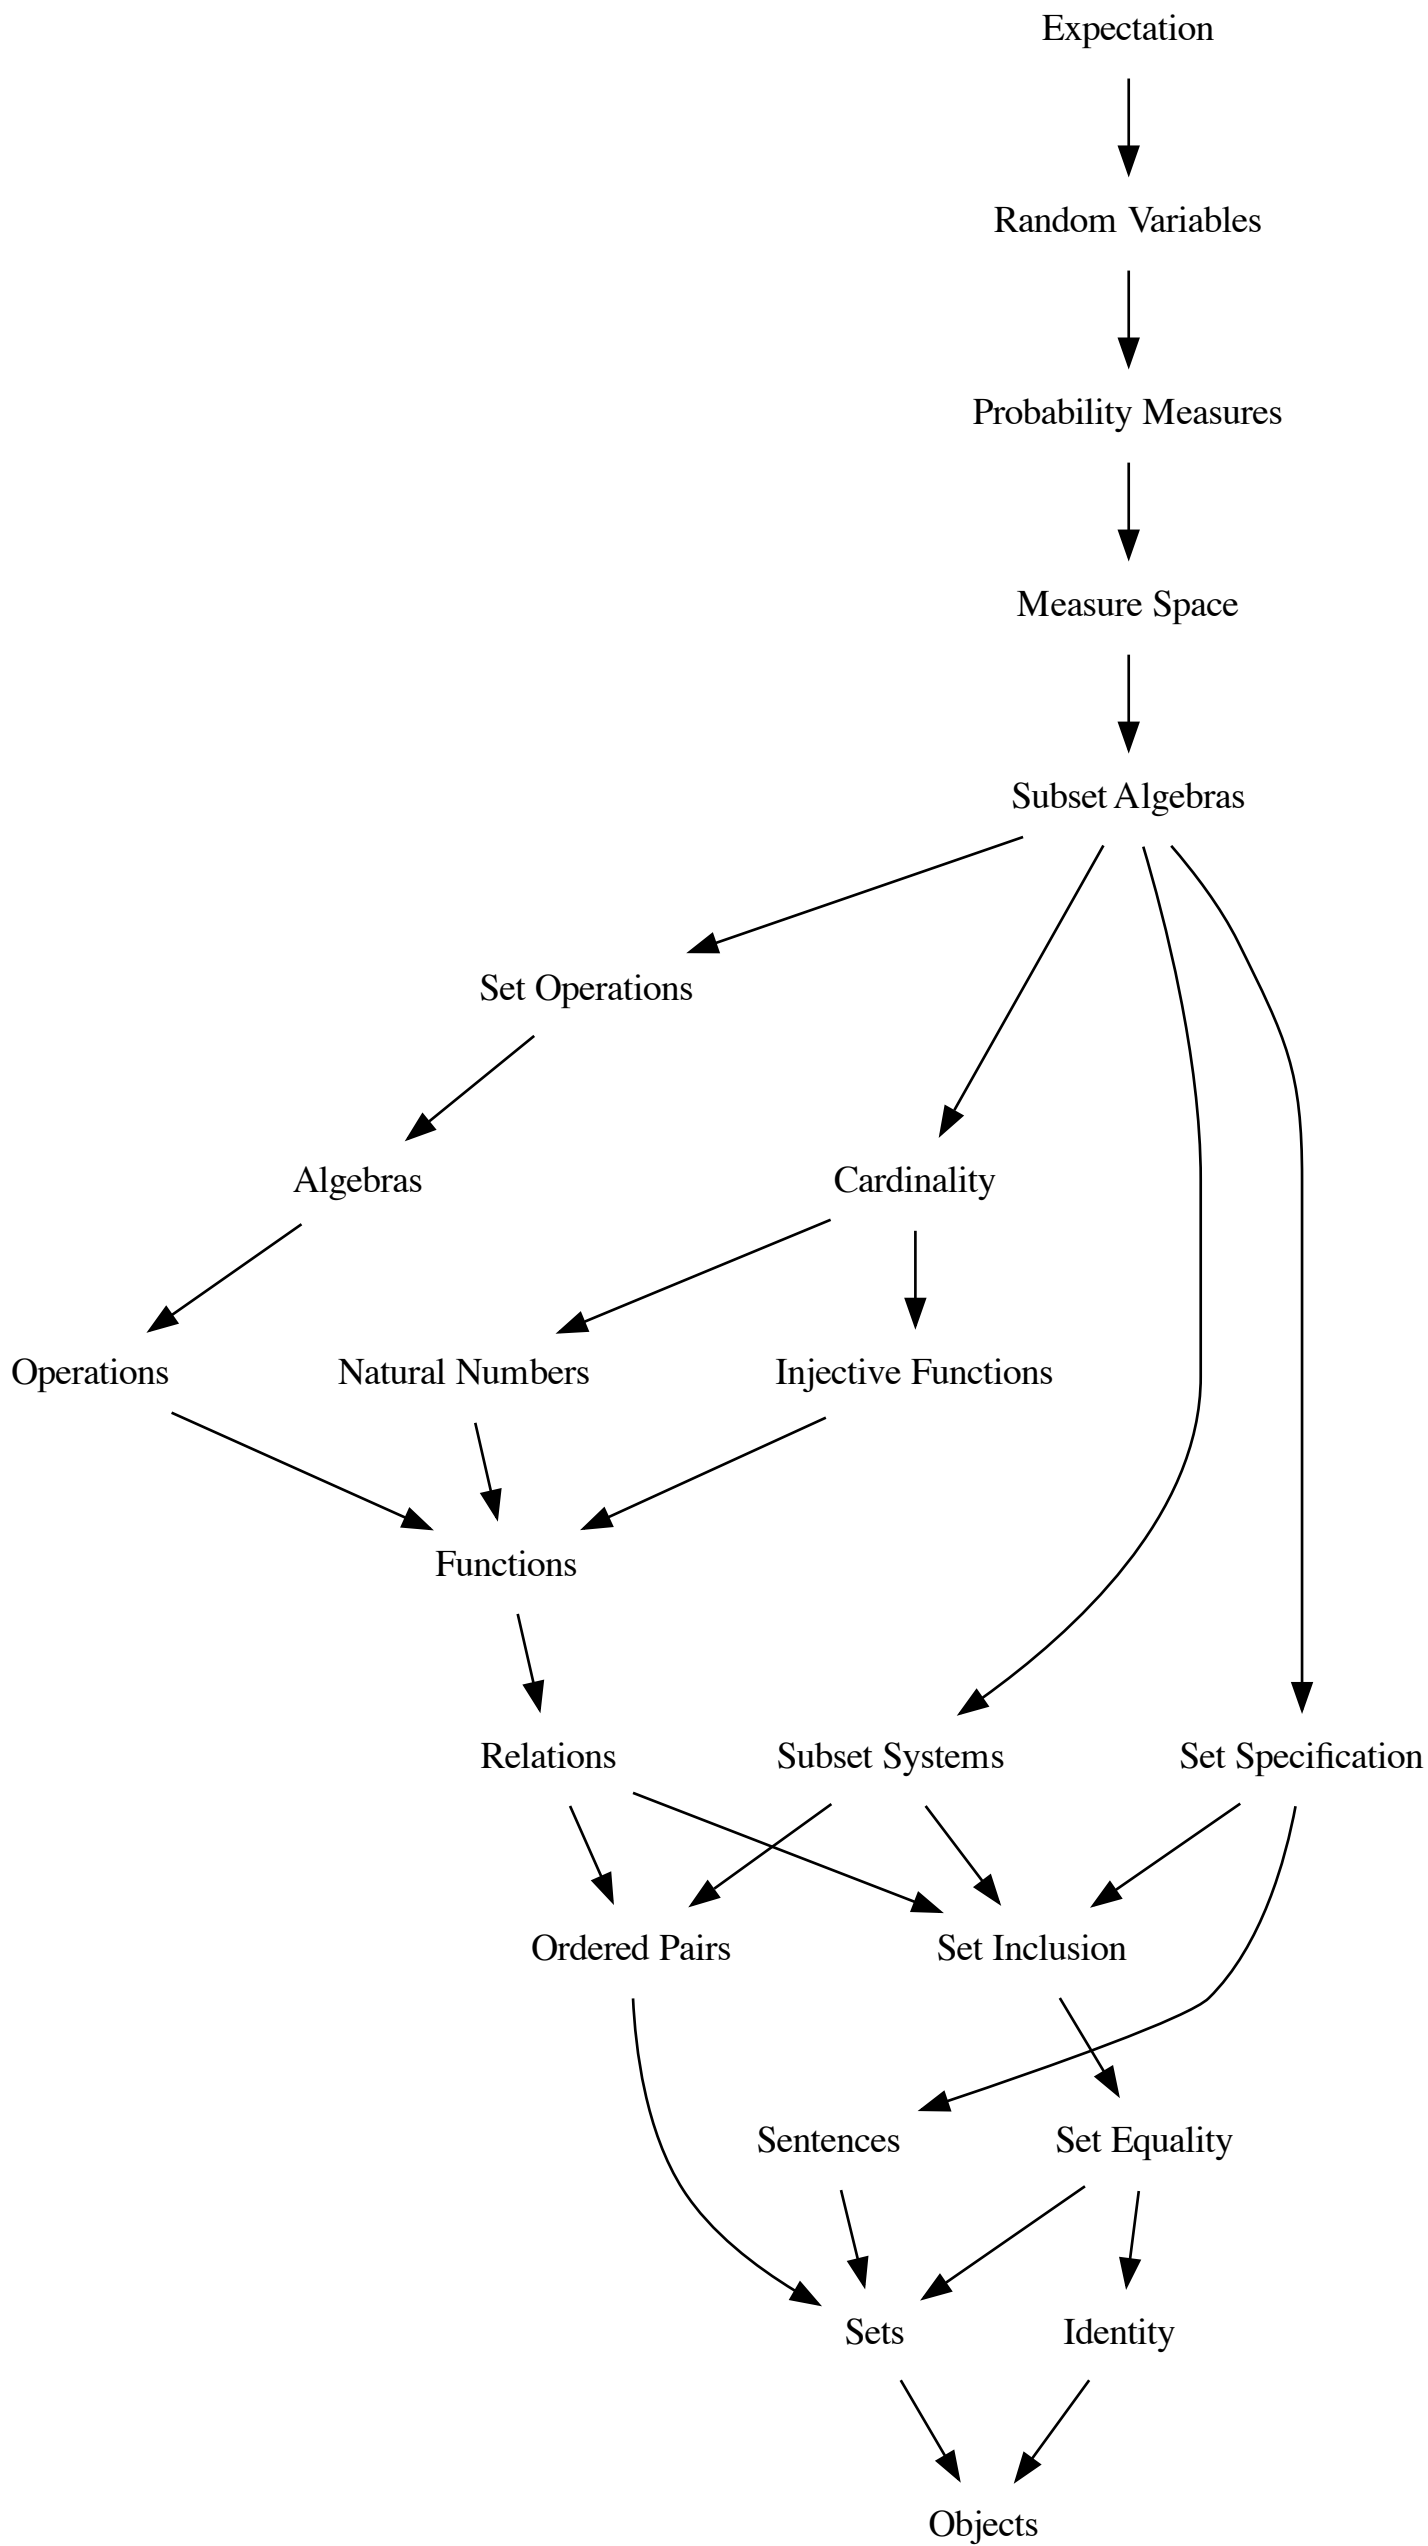 Expectation
Random Variables
Probability Measures
Measure Space
Subset Algebras
Set Operations
Algebras
Cardinality
Operations
Natural Numbers
Injective Functions
Functions
Relations
Subset Systems
Set Specification
Ordered Pairs
Set Inclusion
Sentences
Set Equality
Sets
Identity
Objects